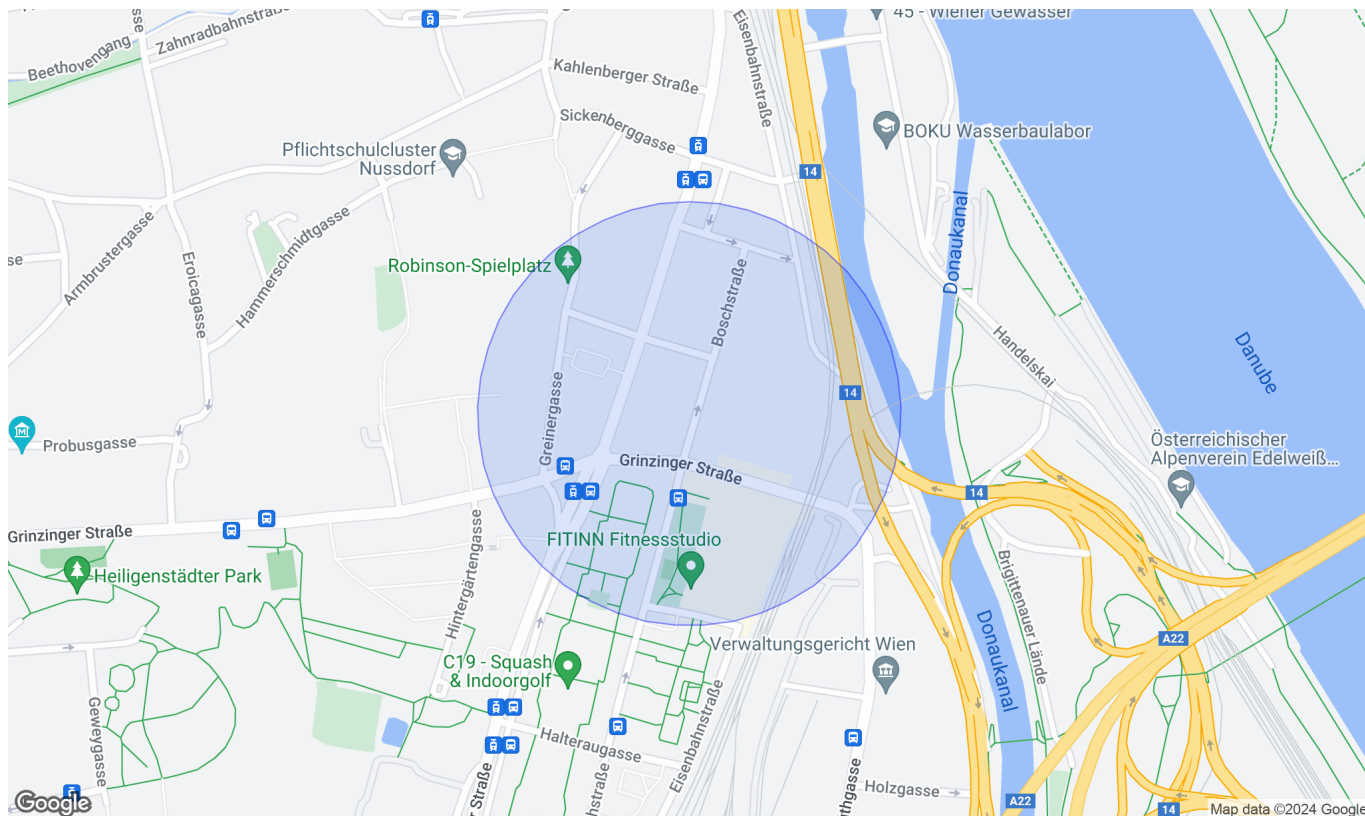 45 - Wiener Gewässer
Zahnradbahnstraße
Beethovengang
Eisenbahnstraße
Kahlenberger Straße
Sickenberggasse
BOKU Wasserbaulabor
Pflichtschulcluster
Nussdorf
14
Armbrustergasse
Hammerschmidtgasse
Eroicagasse
Robinson-Spielplatz
Donaukanal
Boschstraße
Handelskai
Danube
14
Greinergasse
Probusgasse
Österreichischer
Alpenverein Edelweiß...
Grinzinger Straße
14
Grinzinger Straße
FITINN Fitnessstudio
Heiligenstädter Park
Hintergärtengasse
Brigittenauer Lände
Donaukanal
A22
Verwaltungsgericht Wien
C19 - Squash
& Indoorgolf
Geweygasse
Halteraugasse
Eisenbahnstraße
Holzgasse
A22
14
Google
Map data ©2024 Google